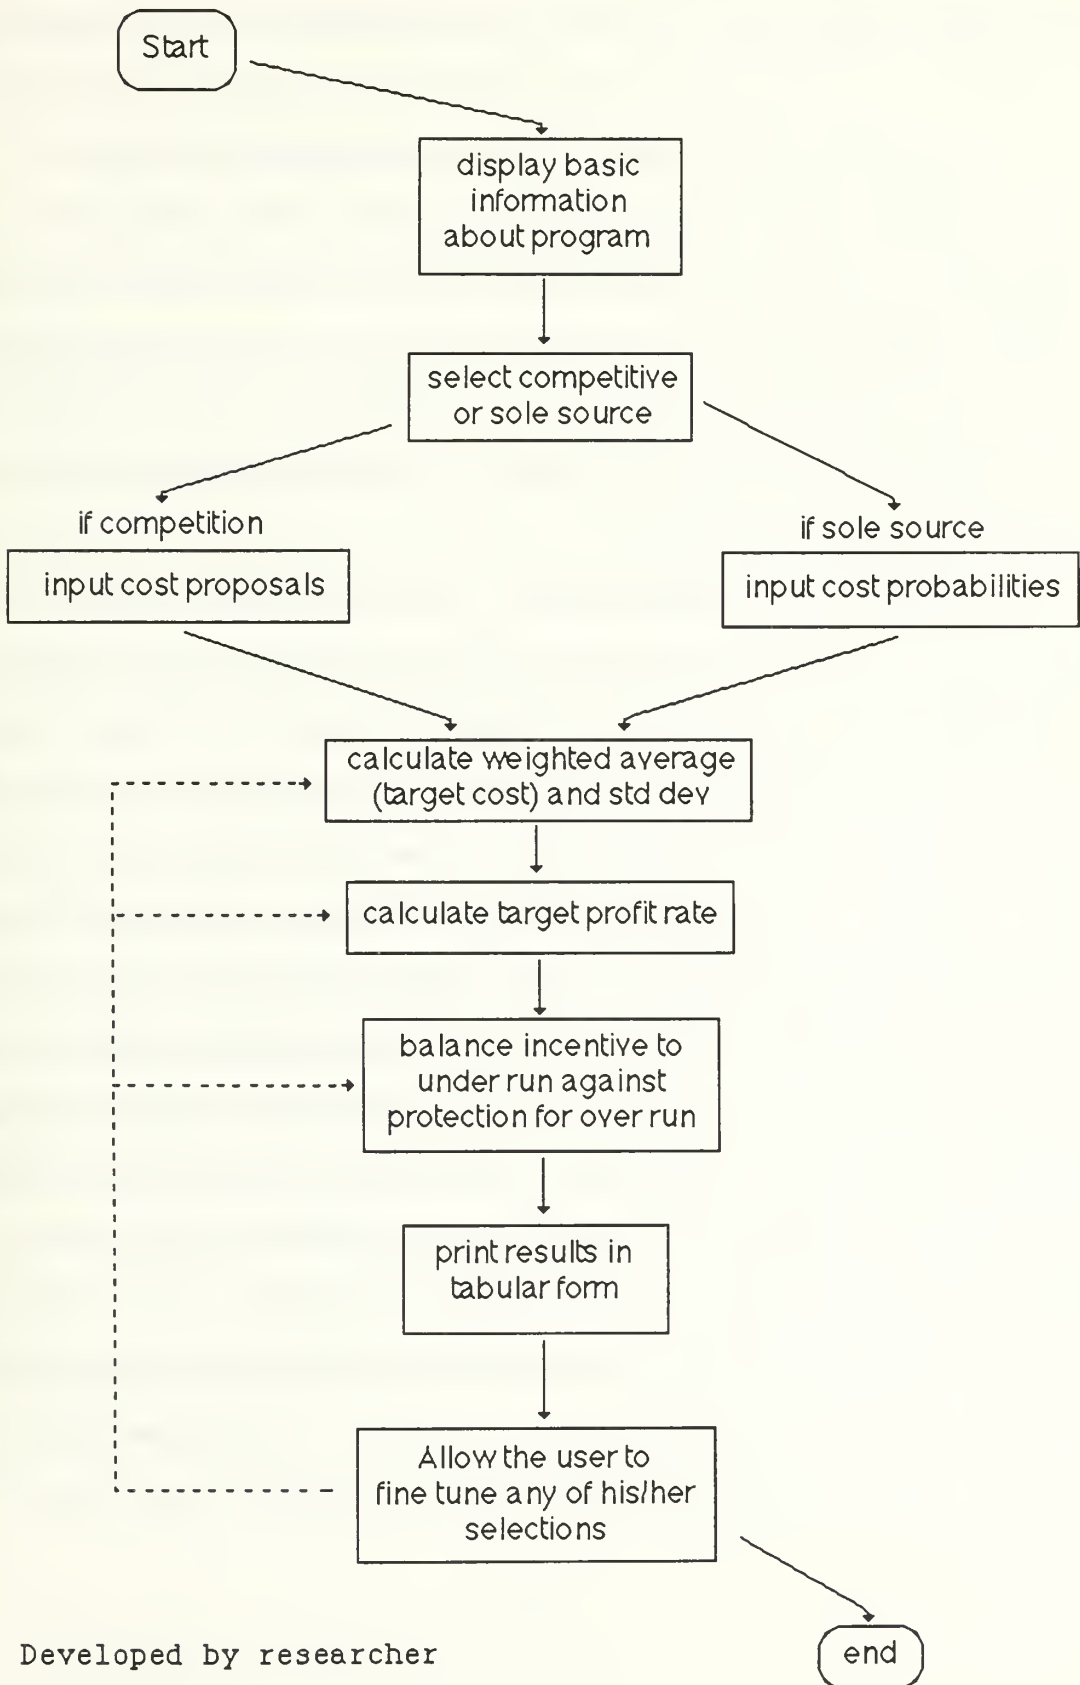 Start
display basic
information
about program
select competitive
or sole source
if competition
input cost proposals
if sole source
input cost probabilities
calculate weighted average
(target cost) and std dev
calculate target profit rate
balance incentive to
under run against
protection for over run
print results in
tabular form
Allow the user to
fine tune any of his/her
selections
end
Developed by researcher